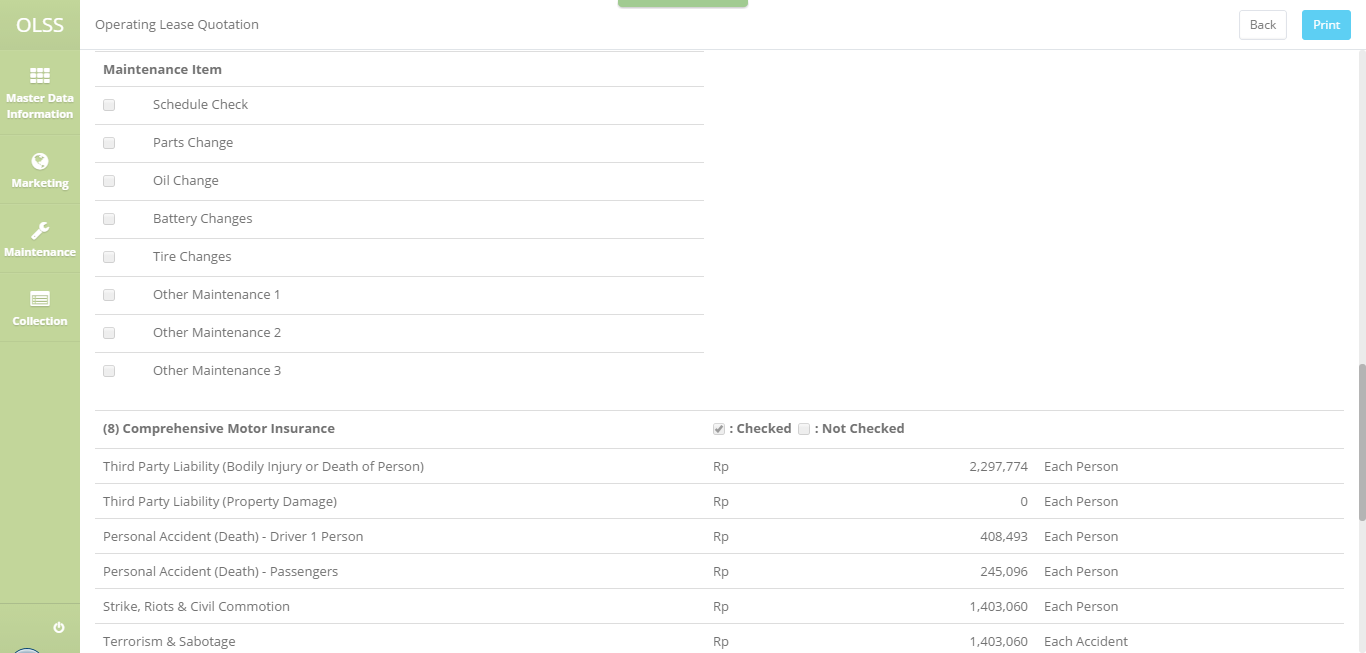 OLSS
Operating Lease Quotation
Back
Print
Master Data
Information
Marketing
Maintenance
Collection
Maintenance Item
Schedule Check
Parts Change
Oil Change
Battery Changes
Tire Changes
Other Maintenance 1
Other Maintenance 2
Other Maintenance 3
(8) Comprehensive Motor Insurance : Checked : Not Checked
Third Party Liability (Bodily Injury or Death of Person) Rp 2,297,774 Each Person
Third Party Liability (Property Damage) Rp 0 Each Person
Personal Accident (Death) - Driver 1 Person Rp 408,493 Each Person
Personal Accident (Death) - Passengers Rp 245,096 Each Person
Strike, Riots & Civil Commotion Rp 1,403,060 Each Person
Terrorism & Sabotage Rp 1,403,060 Each Accident